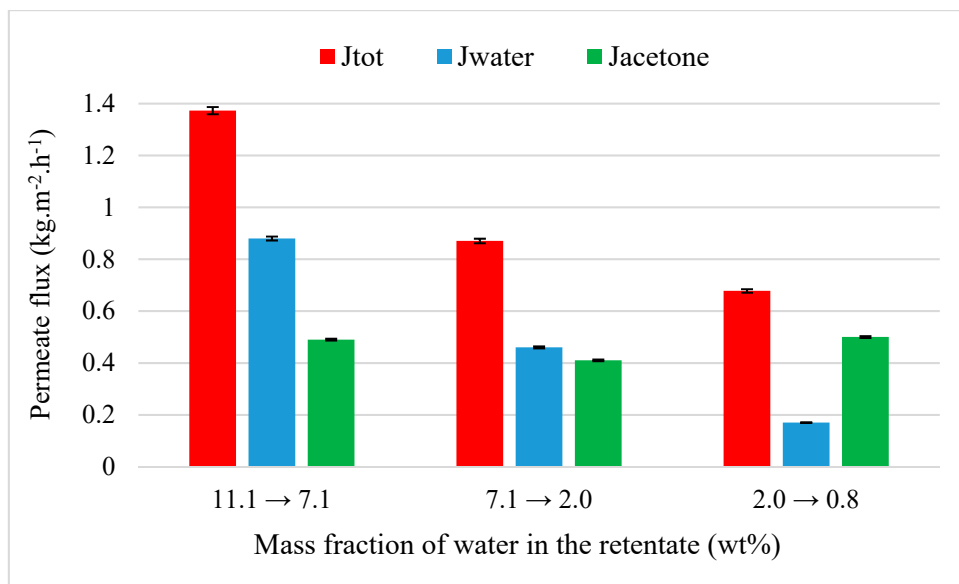 Jtot Jwater Jacetone
Permeate flux (kg.m⁻².h⁻¹)
1.4
1.2
1
0.8
0.6
0.4
0.2
0
11.1 → 7.1 7.1 → 2.0 2.0 → 0.8
Mass fraction of water in the retentate (wt%)